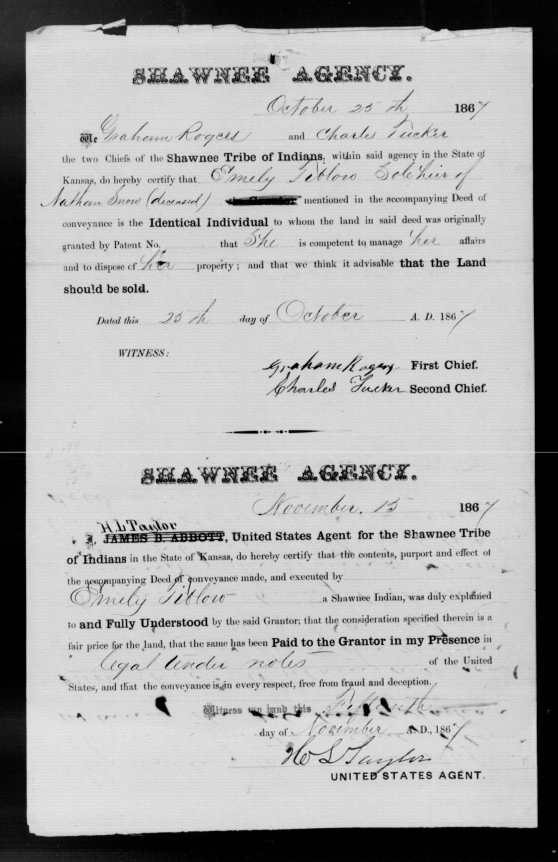 SHAWNEE AGENCY.
October 25th 1867
We Graham Rogers and Charles Tucker
the two Chiefs of the Shawnee Tribe of Indians, within said agency in the State of
Kansas, do hereby certify that Emely Tiblow Sole heir of
Nathan Snow (deceased) the Grantor mentioned in the accompanying Deed of
conveyance is the Identical Individual to whom the land in said deed was originally
granted by Patent No. that She is competent to manage her affairs
and to dispose of her property; and that we think it advisable that the Land
should be sold.
Dated this 25th day of October A. D. 1867
WITNESS:
Graham Rogers First Chief.
Charles Tucker Second Chief.
SHAWNEE AGENCY.
November. 15 1867
H L Taylor
I, JAMES B. ABBOTT, United States Agent for the Shawnee Tribe
of Indians in the State of Kansas, do hereby certify that the contents, purport and effect of
the accompanying Deed of conveyance made, and executed by
Emely Tiblow a Shawnee Indian, was duly explained
to and Fully Understood by the said Grantor; that the consideration specified therein is a
fair price for the land, that the same has been Paid to the Grantor in my Presence in
legal tender notes of the United
States, and that the conveyance is in every respect, free from fraud and deception.
Witness my hand this Fifteenth
day of November A. D., 1867
H L Taylor
UNITED STATES AGENT.